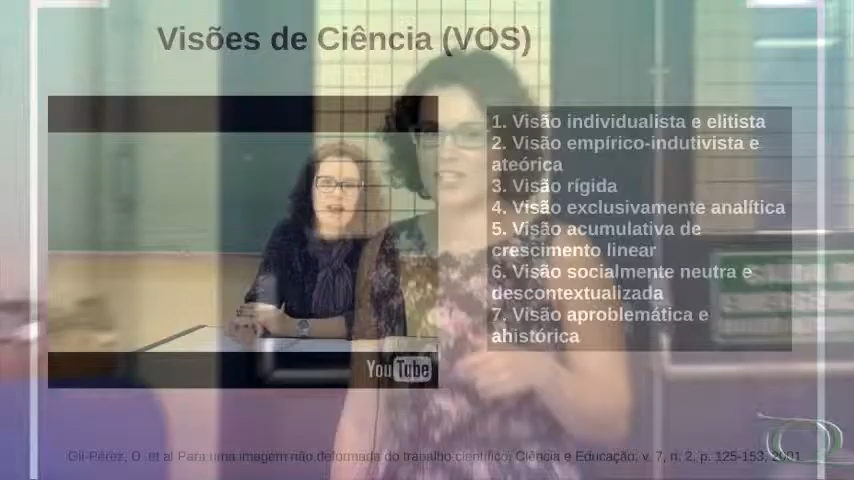 Visões de Ciência (VOS)
1. Visão individualista e elitista
2. Visão empírico-indutivista e
ateórica
3. Visão rígida
4. Visão exclusivamente analítica
5. Visão acumulativa de
crescimento linear
6. Visão socialmente neutra e
descontextualizada
7. Visão aproblemática e
ahistórica
YouTube
Gil-Pérez, D. et al Para uma imagem não deformada do trabalho científico. Ciência e Educação, v. 7, n. 2, p. 125-153, 2001